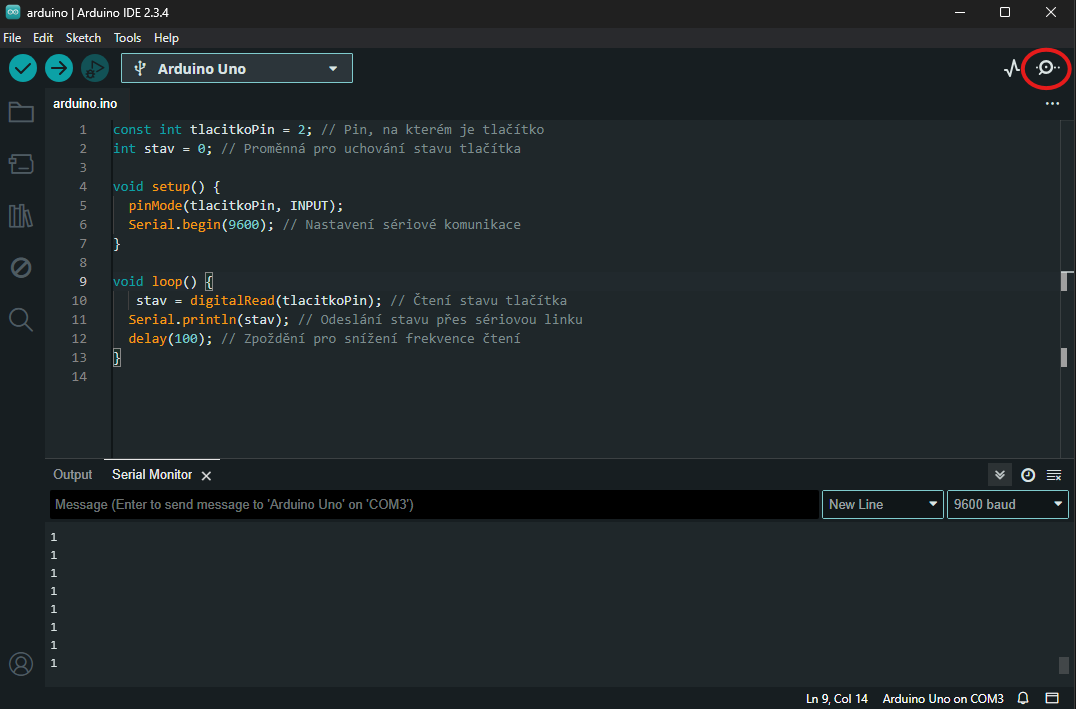 arduino | Arduino IDE 2.3.4
File Edit Sketch Tools Help
Arduino Uno
arduino.ino
1 const int tlacitkoPin = 2; // Pin, na kterém je tlačítko
2 int stav = 0; // Proměnná pro uchování stavu tlačítka
3
4 void setup() {
5 pinMode(tlacitkoPin, INPUT);
6 Serial.begin(9600); // Nastavení sériové komunikace
7 }
8
9 void loop() {
10 stav = digitalRead(tlacitkoPin); // Čtení stavu tlačítka
11 Serial.println(stav); // Odeslání stavu přes sériovou linku
12 delay(100); // Zpoždění pro snížení frekvence čtení
13 }
14
Output Serial Monitor
Message (Enter to send message to 'Arduino Uno' on 'COM3') New Line 9600 baud
1
1
1
1
1
1
1
1
Ln 9, Col 14 Arduino Uno on COM3